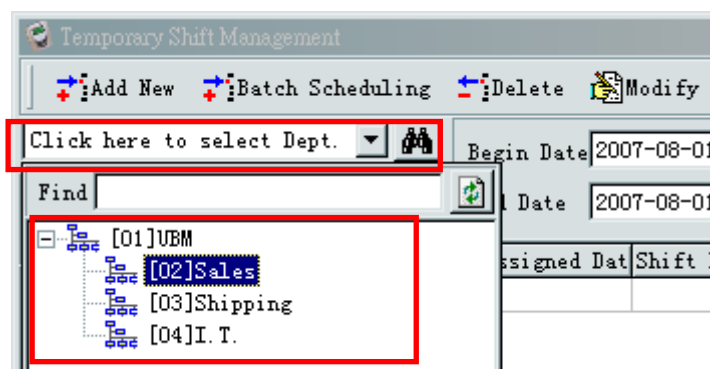 Temporary Shift Management
Add New Batch Scheduling Delete Modify
Click here to select Dept.
Begin Date 2007-08-01
Find
Date 2007-08-01
[01]UBM
[02]Sales
ssigned Dat Shift
[03]Shipping
[04]I.T.